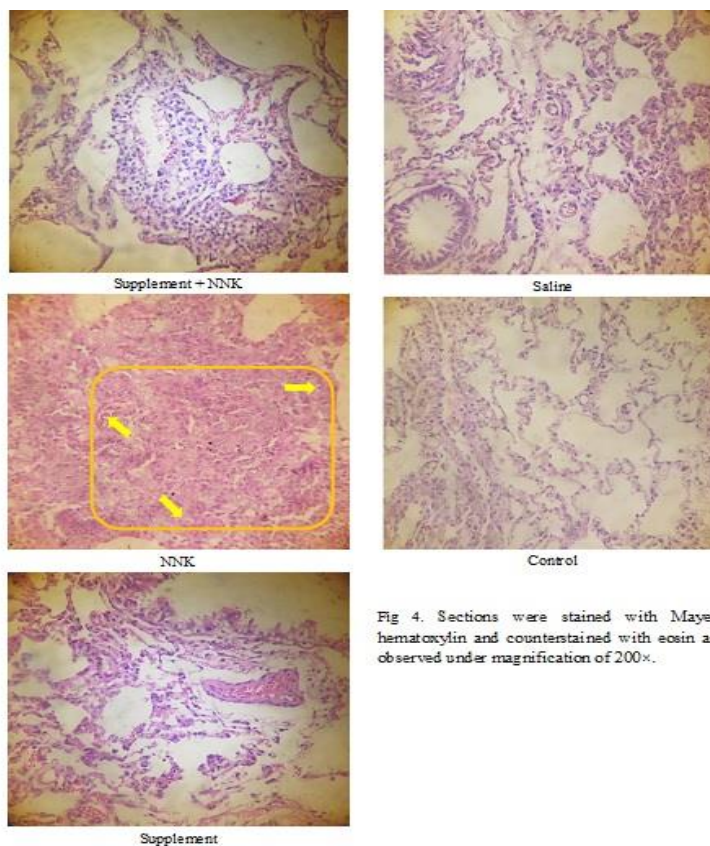 Supplement + NNK
Saline
NNK
Control
Fig 4. Sections were stained with Maye
hematoxylin and counterstained with eosin a
observed under magnification of 200×.
Supplement